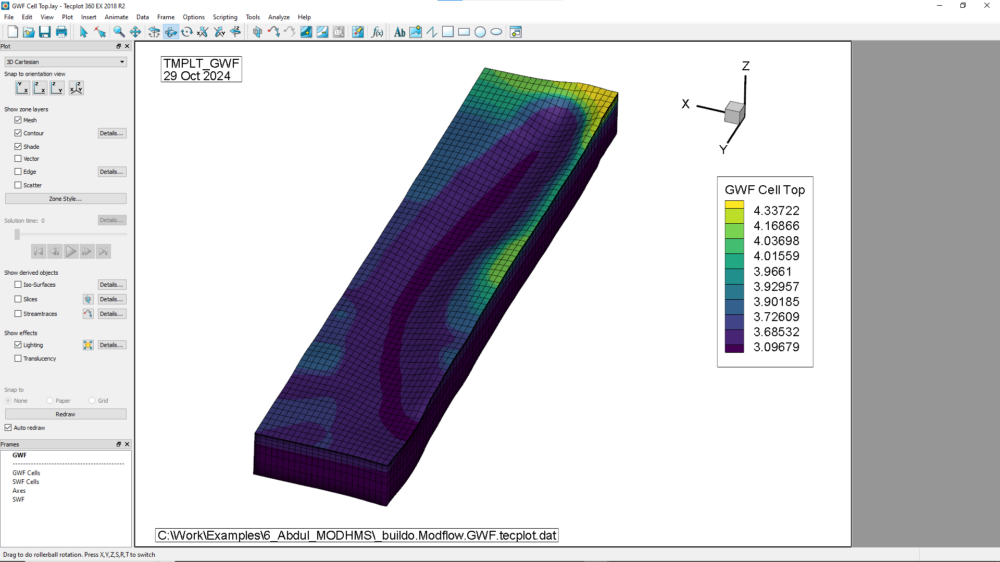 GWF Cell Top.lay - Tecplot 360 EX 2018 R2
File Edit View Plot Insert Animate Data Frame Options Scripting Tools Analyze Help
Ab
f(x)
Plot
3D Cartesian
Snap to orientation view
Y X
Z X
Z Y
Z X Y
Show zone layers
Mesh
Contour Details...
Shade
Vector
Edge Details...
Scatter
Zone Style...
Solution time: 0 Details...
Show derived objects
Iso-Surfaces Details...
Slices Details...
Streamtraces Details...
Show effects
Lighting Details...
Translucency
Snap to
None Paper Grid
Redraw
Auto redraw
Frames
GWF
----------------------------------------
GWF Cells
SWF Cells
Axes
SWF
TMPLT_GWF
29 Oct 2024
Z
X
Y
GWF Cell Top
4.33722
4.16866
4.03698
4.01559
3.9661
3.92957
3.90185
3.72609
3.68532
3.09679
C:\Work\Examples\6_Abdul_MODHMS\_buildo.Modflow.GWF.tecplot.dat
Drag to do rollerball rotation. Press X,Y,Z,S,R,T to switch